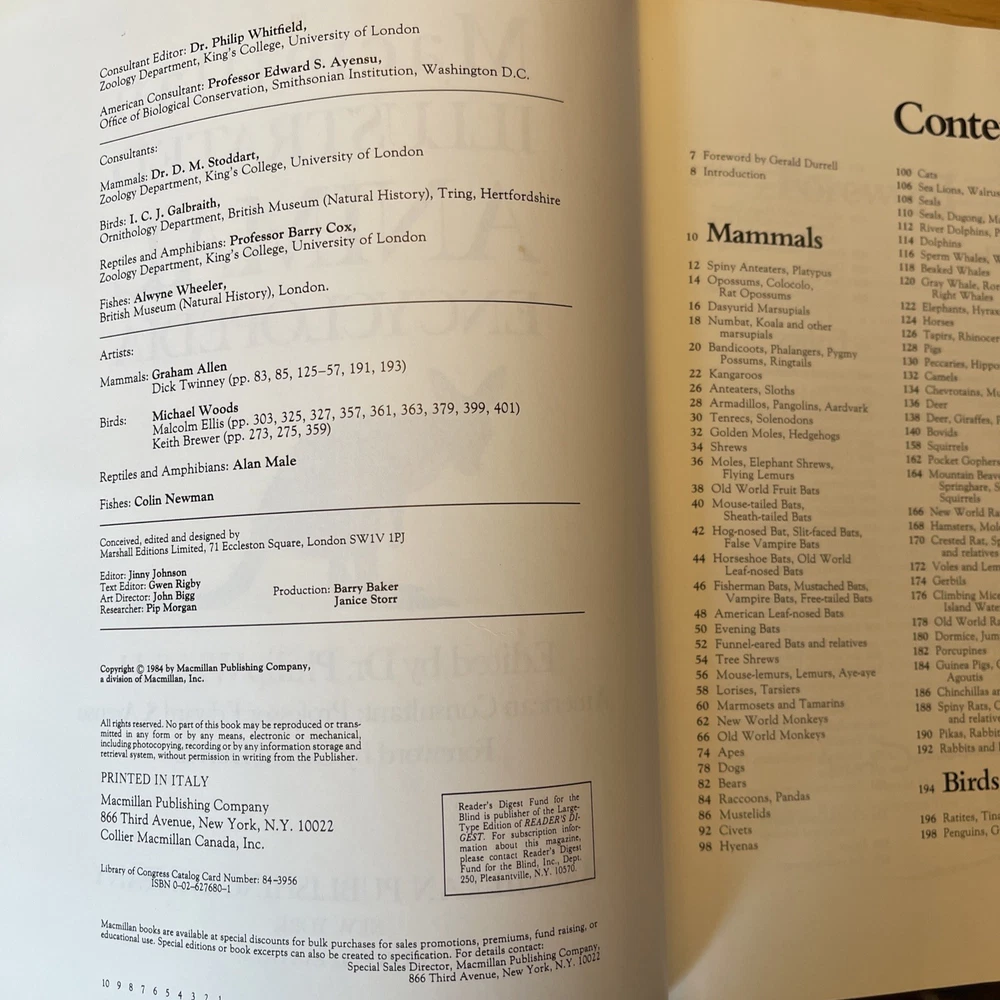 Consultant Editor: Dr. Philip Whitfield,
Zoology Department, King's College, University of London
American Consultant: Professor Edward S. Ayensu,
Office of Biological Conservation, Smithsonian Institution, Washington D.C.
Consultants:
Mammals: Dr. D. M. Stoddart,
Zoology Department, King's College, University of London
Birds: I. C. J. Galbraith,
Ornithology Department, British Museum (Natural History), Tring, Hertfordshire
Reptiles and Amphibians: Professor Barry Cox,
Zoology Department, King's College, University of London
Fishes: Alwyne Wheeler,
British Museum (Natural History), London.
Artists:
Mammals: Graham Allen
Dick Twinney (pp. 83, 85, 125–57, 191, 193)
Birds: Michael Woods
Malcolm Ellis (pp. 303, 325, 327, 357, 361, 363, 379, 399, 401)
Keith Brewer (pp. 273, 275, 359)
Reptiles and Amphibians: Alan Male
Fishes: Colin Newman
Conceived, edited and designed by
Marshall Editions Limited, 71 Eccleston Square, London SW1V 1PJ
Editor: Jinny Johnson
Text Editor: Gwen Rigby
Art Director: John Bigg
Researcher: Pip Morgan
Production: Barry Baker
Janice Storr
Copyright © 1984 by Macmillan Publishing Company,
a division of Macmillan, Inc.
All rights reserved. No part of this book may be reproduced or trans-
mitted in any form or by any means, electronic or mechanical,
including photocopying, recording or by any information storage and
retrieval system, without permission in writing from the Publisher.
PRINTED IN ITALY
Macmillan Publishing Company
866 Third Avenue, New York, N.Y. 10022
Collier Macmillan Canada, Inc.
Library of Congress Catalog Card Number: 84-3956
ISBN 0-02-627680-1
Reader's Digest Fund for the
Blind is publisher of the Large-
Type Edition of READER'S DI-
GEST. For subscription infor-
mation about this magazine,
please contact Reader's Digest
Fund for the Blind, Inc., Dept.
250, Pleasantville, N.Y. 10570.
Macmillan books are available at special discounts for bulk purchases for sales promotions, premiums, fund raising, or
educational use. Special editions or book excerpts can also be created to specification. For details contact:
Special Sales Director, Macmillan Publishing Company,
866 Third Avenue, New York, N.Y. 10022
10 9 8 7 6 5 4 3 2 1
Conte
7 Foreword by Gerald Durrell
8 Introduction
10 Mammals
12 Spiny Anteaters, Platypus
14 Opossums, Colocolo,
Rat Opossums
16 Dasyurid Marsupials
18 Numbat, Koala and other
marsupials
20 Bandicoots, Phalangers, Pygmy
Possums, Ringtails
22 Kangaroos
26 Anteaters, Sloths
28 Armadillos, Pangolins, Aardvark
30 Tenrecs, Solenodons
32 Golden Moles, Hedgehogs
34 Shrews
36 Moles, Elephant Shrews,
Flying Lemurs
38 Old World Fruit Bats
40 Mouse-tailed Bats,
Sheath-tailed Bats
42 Hog-nosed Bat, Slit-faced Bats,
False Vampire Bats
44 Horseshoe Bats, Old World
Leaf-nosed Bats
46 Fisherman Bats, Mustached Bats,
Vampire Bats, Free-tailed Bats
48 American Leaf-nosed Bats
50 Evening Bats
52 Funnel-eared Bats and relatives
54 Tree Shrews
56 Mouse-lemurs, Lemurs, Aye-aye
58 Lorises, Tarsiers
60 Marmosets and Tamarins
62 New World Monkeys
66 Old World Monkeys
74 Apes
78 Dogs
82 Bears
84 Raccoons, Pandas
86 Mustelids
92 Civets
98 Hyenas
100 Cats
106 Sea Lions, Walrus
108 Seals
110 Seals, Dugong, M
112 River Dolphins, P
114 Dolphins
116 Sperm Whales, W
118 Beaked Whales
120 Gray Whale, Ror
Right Whales
122 Elephants, Hyrax
124 Horses
126 Tapirs, Rhinocer
128 Pigs
130 Peccaries, Hippo
132 Camels
134 Chevrotains, Mu
136 Deer
138 Deer, Giraffes, P
140 Bovids
158 Squirrels
162 Pocket Gophers
164 Mountain Beav
Springhare, S
Squirrels
166 New World Ra
168 Hamsters, Mol
170 Crested Rat, Sp
and relatives
172 Voles and Lem
174 Gerbils
176 Climbing Mice
Island Wate
178 Old World Ra
180 Dormice, Jum
182 Porcupines
184 Guinea Pigs, C
Agoutis
186 Chinchillas an
188 Spiny Rats, C
and relative
190 Pikas, Rabbit
192 Rabbits and
194 Birds
196 Ratites, Tina
198 Penguins, G